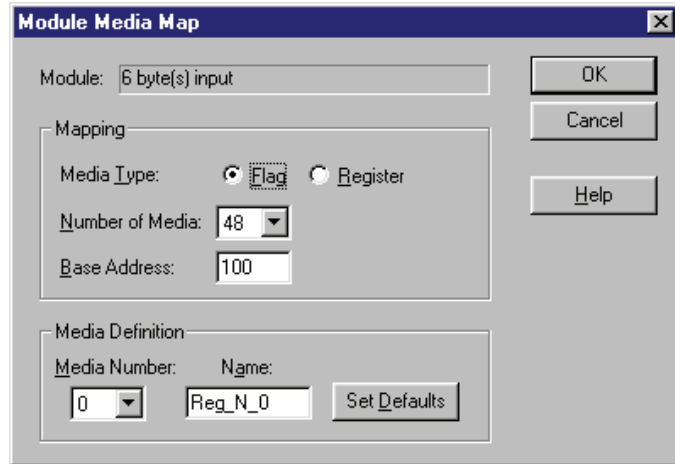 Module Media Map
Module: 6 byte(s) input
OK
Cancel
Help
Mapping
Media Type: Flag Register
Number of Media: 48
Base Address: 100
Media Definition
Media Number: Name:
0 Reg_N_0 Set Defaults